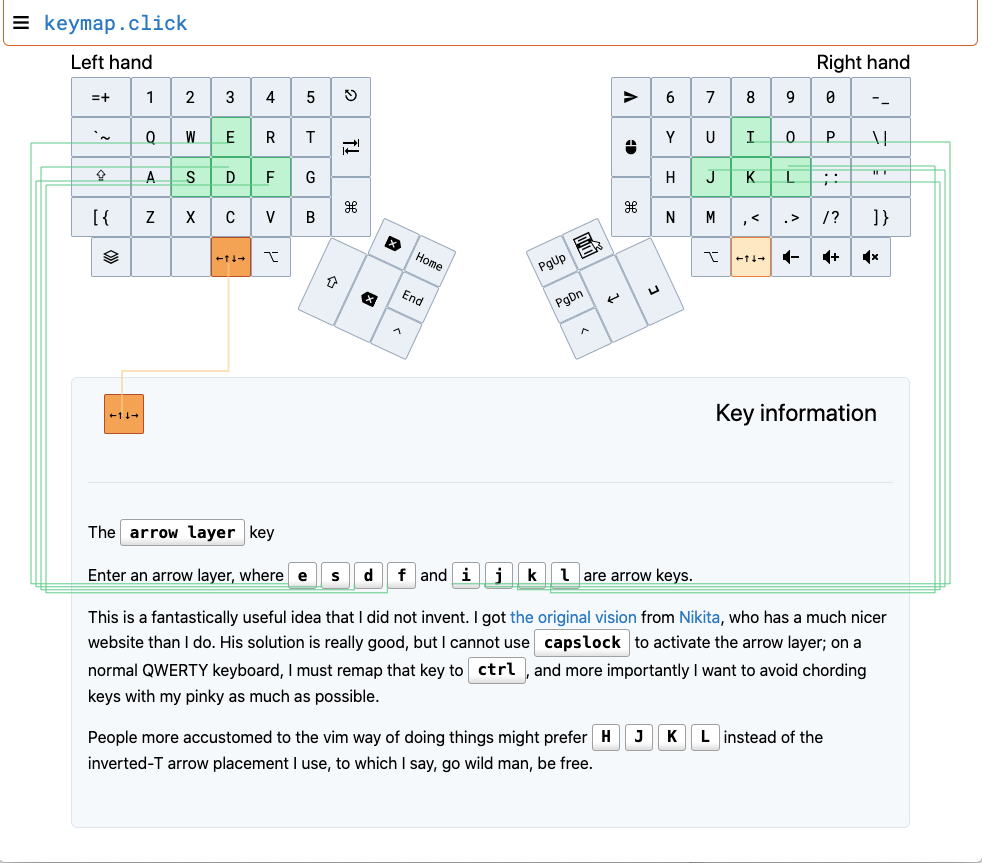 keymap.click
Left hand
Right hand
=+ 1 2 3 4 5
6 7 8 9 0 -_
`~ Q W E R T
Y U I O P \|
A S D F G
H J K L ;: "'
[{ Z X C V B ⌘
⌘ N M ,< .> /? ]}
←↑↓→ ⌥
⌥ ←↑↓→
Home
End
^
PgUp
PgDn
^
←↑↓→
Key information
The arrow layer key
Enter an arrow layer, where e s d f and i j k l are arrow keys.
This is a fantastically useful idea that I did not invent. I got the original vision from Nikita, who has a much nicer
website than I do. His solution is really good, but I cannot use capslock to activate the arrow layer; on a
normal QWERTY keyboard, I must remap that key to ctrl, and more importantly I want to avoid chording
keys with my pinky as much as possible.
People more accustomed to the vim way of doing things might prefer H J K L instead of the
inverted-T arrow placement I use, to which I say, go wild man, be free.